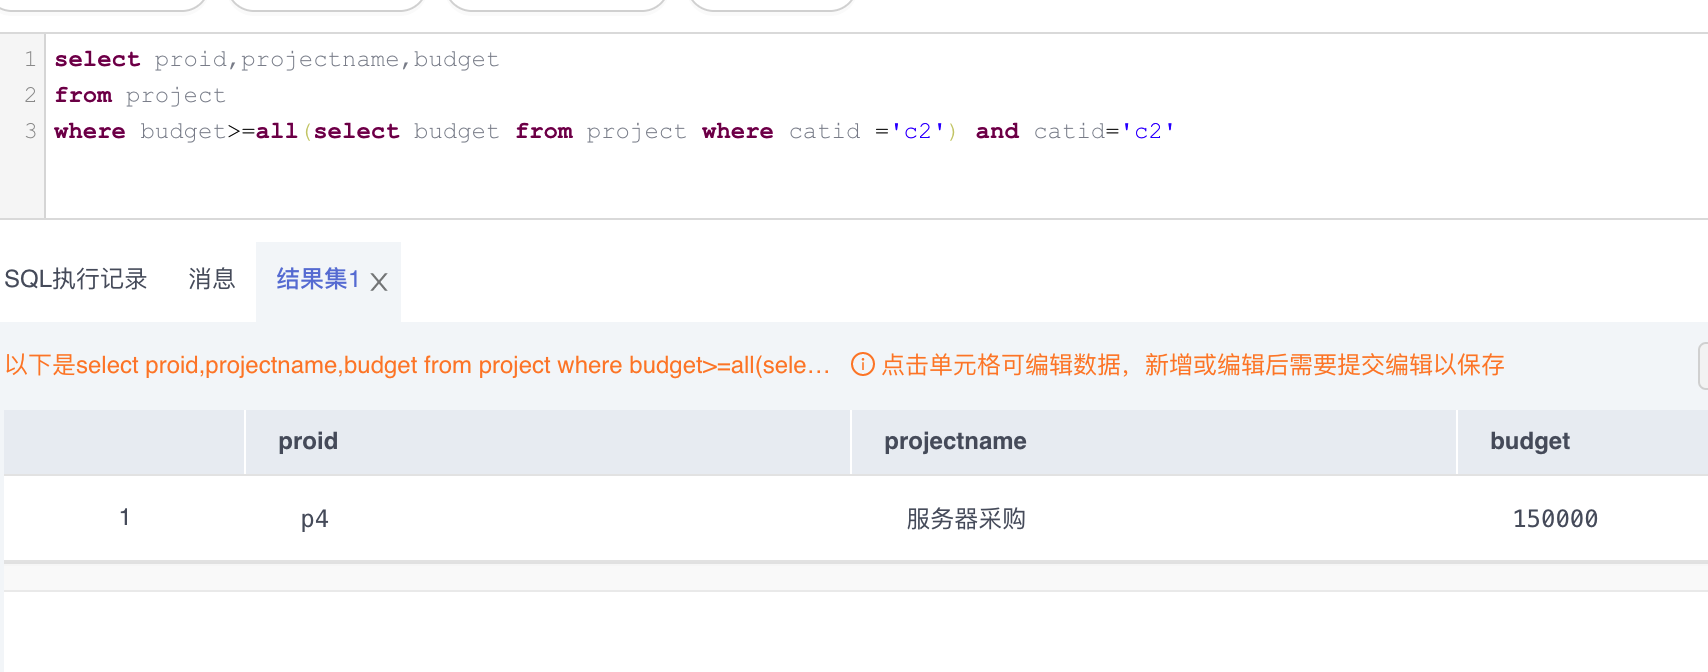 1 select proid,projectname,budget
2 from project
3 where budget>=all(select budget from project where catid ='c2') and catid='c2'
SQL执行记录 消息 结果集1 X
以下是select proid,projectname,budget from project where budget>=all(sele… 点击单元格可编辑数据，新增或编辑后需要提交编辑以保存
proid projectname budget
1 p4 服务器采购 150000